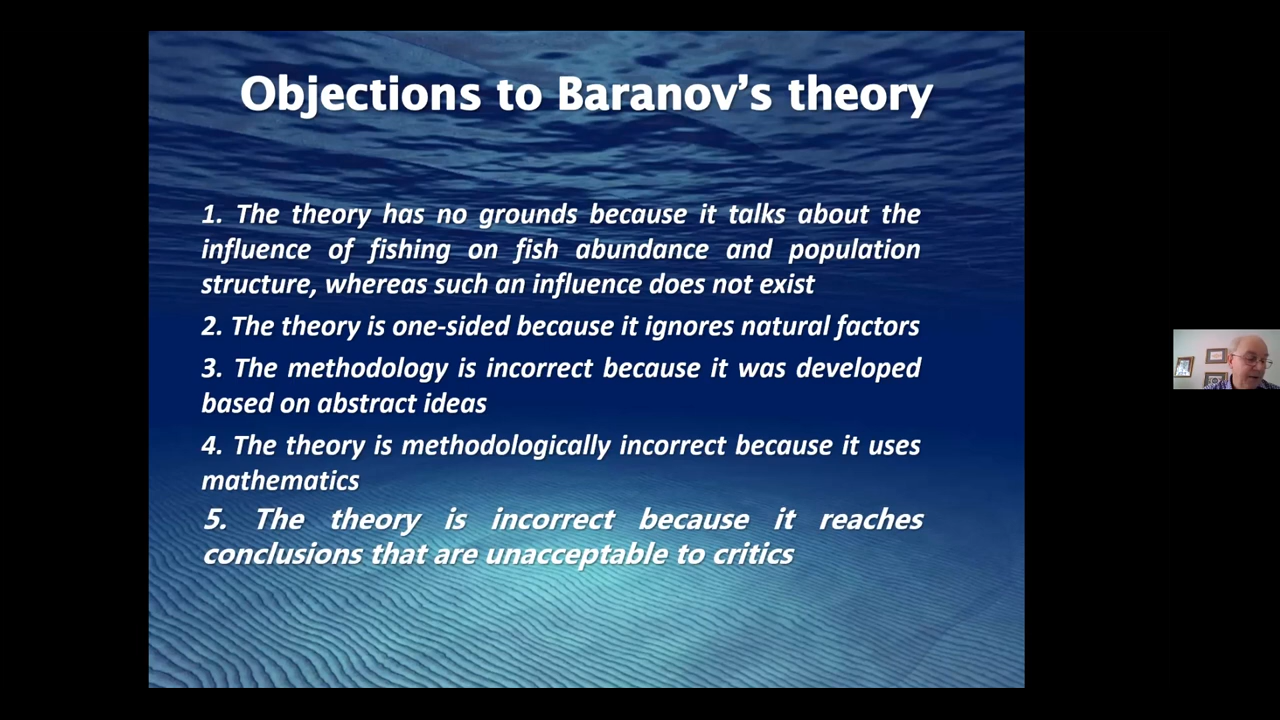 Objections to Baranov's theory
1. The theory has no grounds because it talks about the
influence of fishing on fish abundance and population
structure, whereas such an influence does not exist
2. The theory is one-sided because it ignores natural factors
3. The methodology is incorrect because it was developed
based on abstract ideas
4. The theory is methodologically incorrect because it uses
mathematics
5. The theory is incorrect because it reaches
conclusions that are unacceptable to critics